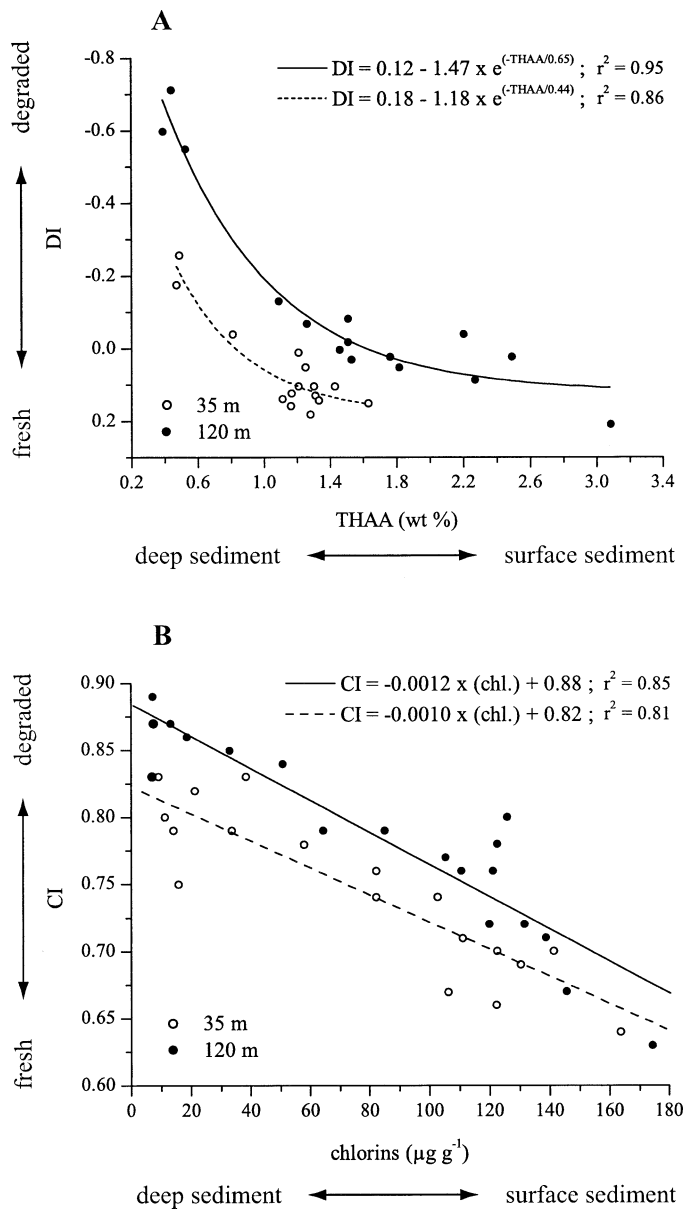 A
DI = 0.12 - 1.47 x e(-THAA/0.65) ; r2 = 0.95
DI = 0.18 - 1.18 x e(-THAA/0.44) ; r2 = 0.86
degraded
DI
fresh
-0.8
-0.6
-0.4
-0.2
0.0
0.2
35 m
120 m
0.2 0.6 1.0 1.4 1.8 2.2 2.6 3.0 3.4
THAA (wt %)
deep sediment surface sediment
B
CI = -0.0012 x (chl.) + 0.88 ; r2 = 0.85
CI = -0.0010 x (chl.) + 0.82 ; r2 = 0.81
degraded
CI
fresh
0.90
0.85
0.80
0.75
0.70
0.65
0.60
35 m
120 m
0 20 40 60 80 100 120 140 160 180
chlorins (µg g-1)
deep sediment surface sediment